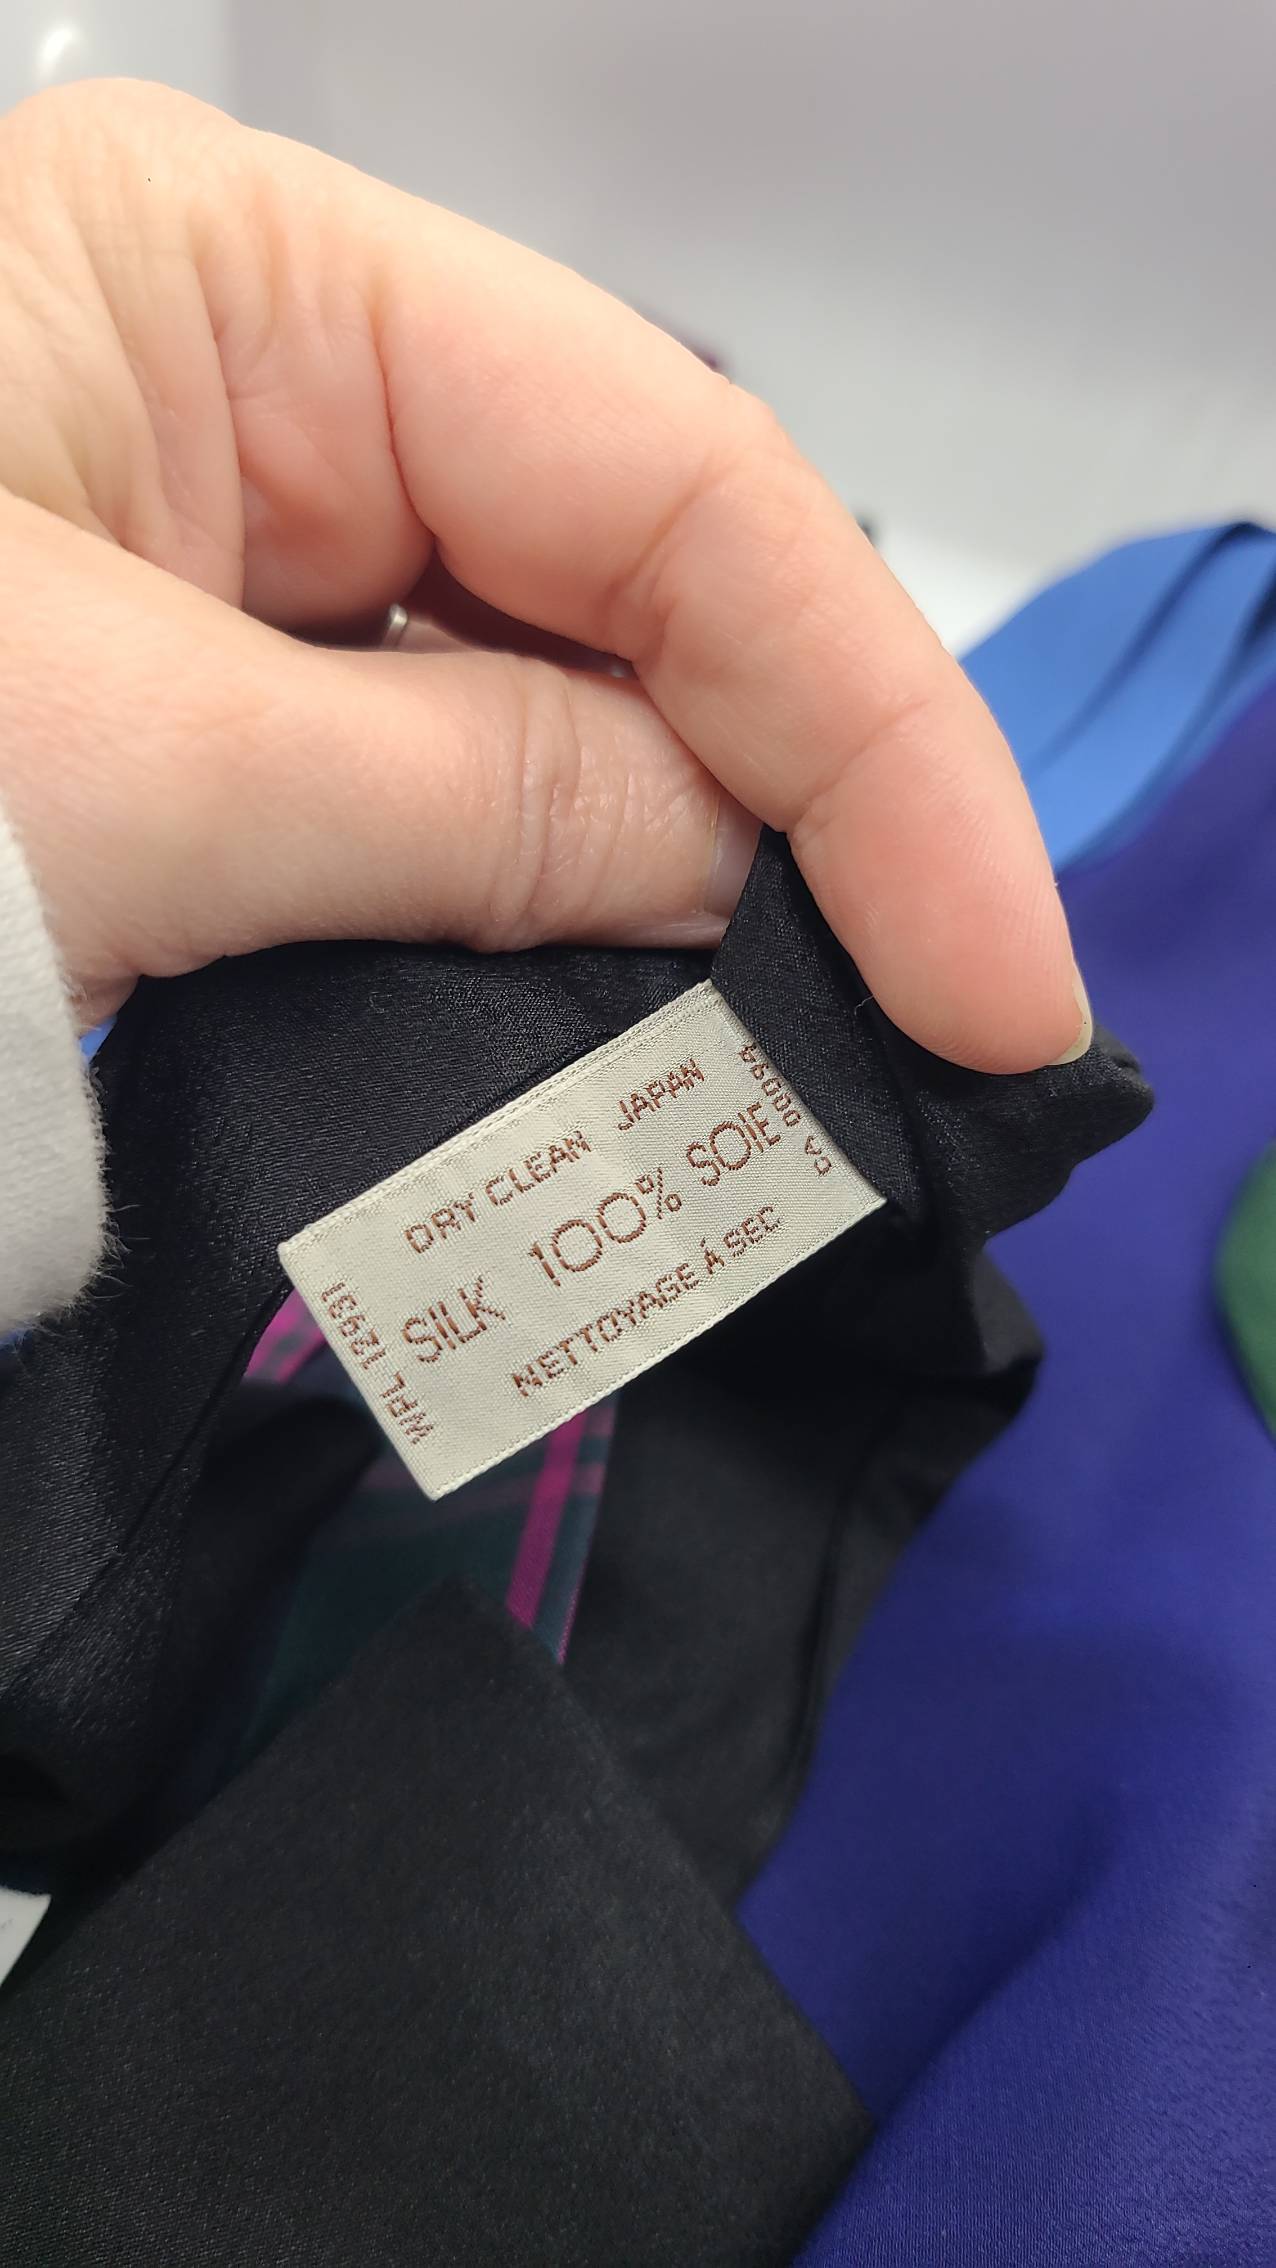 DRY CLEAN JAPAN
SILK 100% SOIE
NETTOYAGE Á SEC
WPL 12931
CA 00094